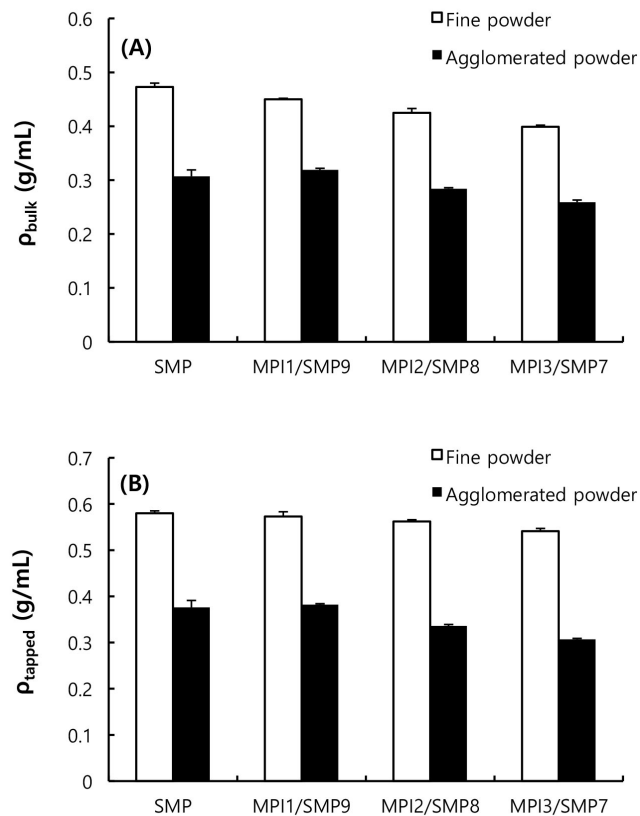 (A)
Fine powder
Agglomerated powder
ρbulk (g/mL)
0.6
0.5
0.4
0.3
0.2
0.1
0
SMP MPI1/SMP9 MPI2/SMP8 MPI3/SMP7
(B)
Fine powder
Agglomerated powder
ρtapped (g/mL)
0.7
0.6
0.5
0.4
0.3
0.2
0.1
0
SMP MPI1/SMP9 MPI2/SMP8 MPI3/SMP7